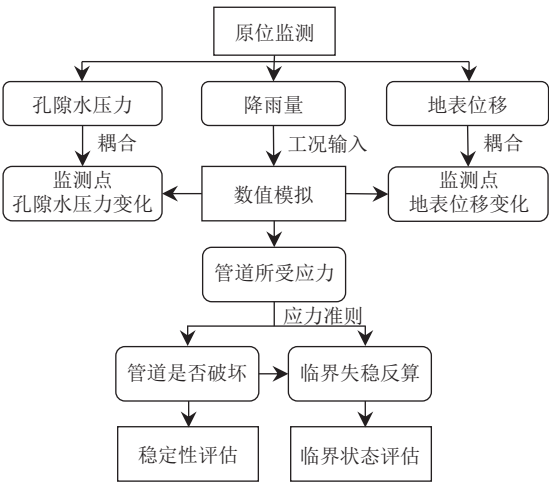 原位监测
孔隙水压力
降雨量
地表位移
耦合
工况输入
耦合
监测点
孔隙水压力变化
数值模拟
监测点
地表位移变化
管道所受应力
应力准则
管道是否破坏
临界失稳反算
稳定性评估
临界状态评估